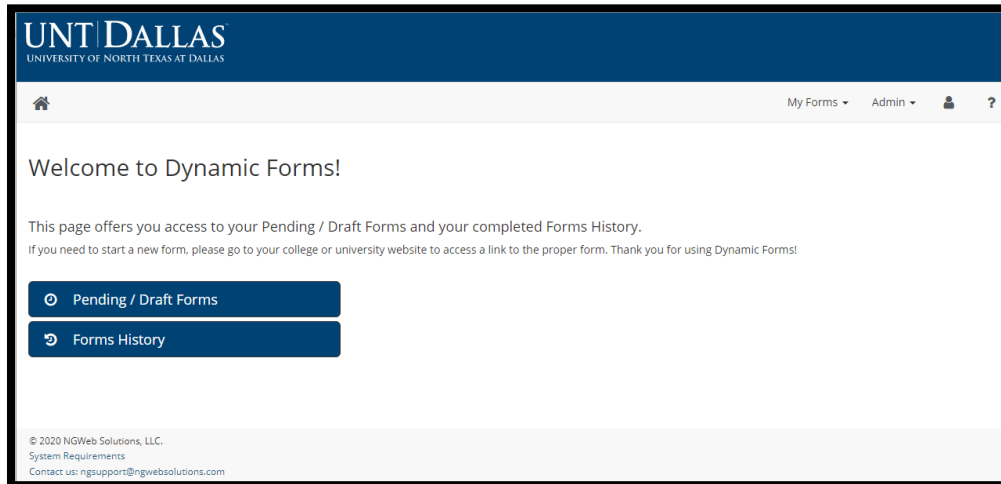 UNT DALLAS
UNIVERSITY OF NORTH TEXAS AT DALLAS
My Forms Admin ?
Welcome to Dynamic Forms!
This page offers you access to your Pending / Draft Forms and your completed Forms History.
If you need to start a new form, please go to your college or university website to access a link to the proper form. Thank you for using Dynamic Forms!
Pending / Draft Forms
Forms History
© 2020 NGWeb Solutions, LLC.
System Requirements
Contact us: ngsupport@ngwebsolutions.com